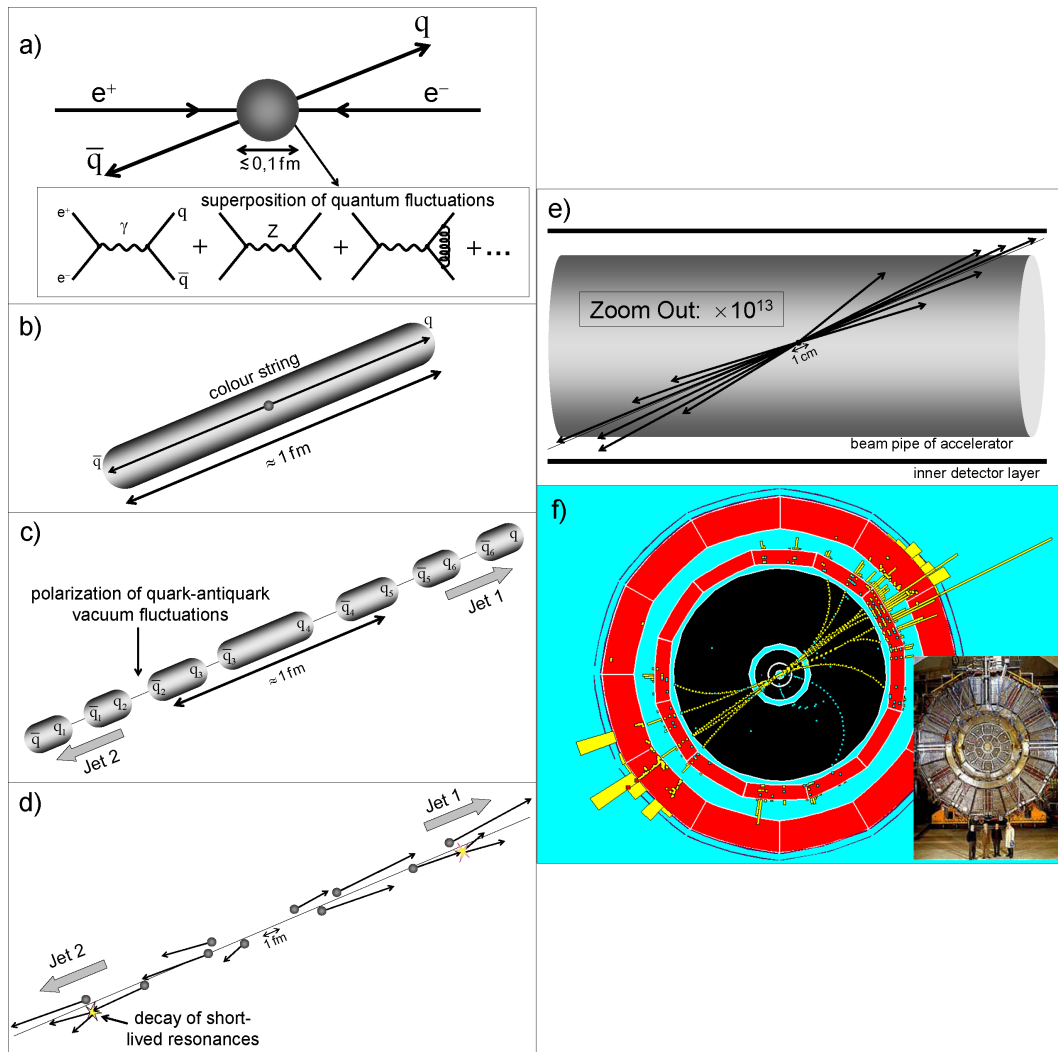 a)
q
e⁺
e⁻
q̅
≲ 0,1 fm
superposition of quantum fluctuations
e⁺ γ q + Z + + ...
e⁻ q̅
b)
q
colour string
q̅
≈ 1 fm
c)
q̅₆ q
q̅₅ q₆
Jet 1
polarization of quark-antiquark
vacuum fluctuations
q̅₄ q₅
q̅₃ q₄
≈ 1 fm
q̅₂ q₃
q̅₁ q₂
q̅ q₁
Jet 2
d)
Jet 1
1 fm
Jet 2
decay of short-
lived resonances
e)
Zoom Out: ×10¹³
1 cm
beam pipe of accelerator
inner detector layer
f)